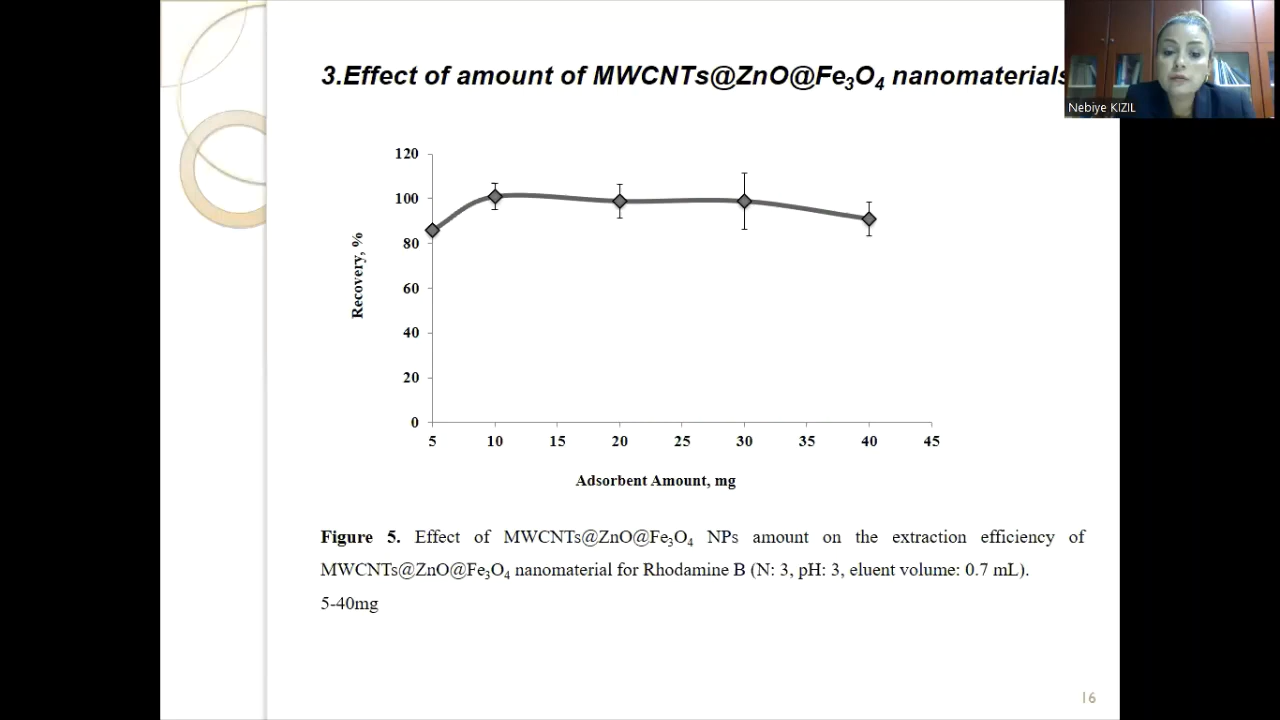 3.Effect of amount of MWCNTs@ZnO@Fe₃O₄ nanomaterials
Nebiye KIZIL
120
100
80
60
40
20
0
Recovery, %
5 10 15 20 25 30 35 40 45
Adsorbent Amount, mg
Figure 5. Effect of MWCNTs@ZnO@Fe₃O₄ NPs amount on the extraction efficiency of
MWCNTs@ZnO@Fe₃O₄ nanomaterial for Rhodamine B (N: 3, pH: 3, eluent volume: 0.7 mL).
5-40mg
16